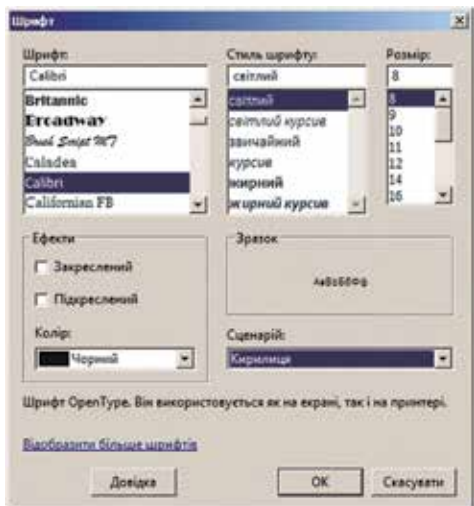 Шрифт
Шрифт:
Calibri
Britannic
Broadway
Brush Script MT
Caladea
Calibri
Californian FB
Стиль шрифту:
світлий
світлий
світлий курсив
звичайний
курсив
жирний
жирний курсив
Розмір:
8
8
9
10
11
12
14
16
Ефекти
Закреслений
Підкреслений
Колір:
Чорний
Зразок
АаВbБбФф
Сценарій:
Кирилиця
Шрифт OpenType. Він використовується як на екрані, так і на принтері.
Відобразити більше шрифтів
Довідка
ОК
Скасувати